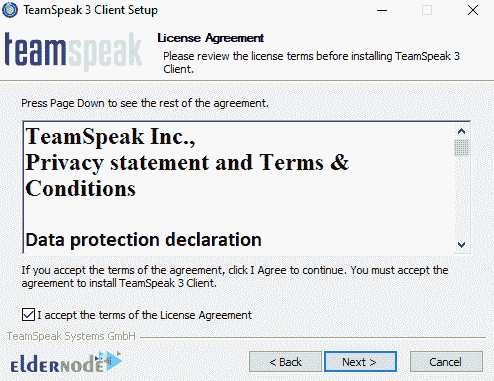 TeamSpeak 3 Client Setup
teamspeak
License Agreement
Please review the license terms before installing TeamSpeak 3
Client.
Press Page Down to see the rest of the agreement.
TeamSpeak Inc.,
Privacy statement and Terms &
Conditions
Data protection declaration
If you accept the terms of the agreement, click I Agree to continue. You must accept the
agreement to install TeamSpeak 3 Client.
I accept the terms of the License Agreement
TeamSpeak Systems GmbH
elderNode
< Back
Next >
Cancel